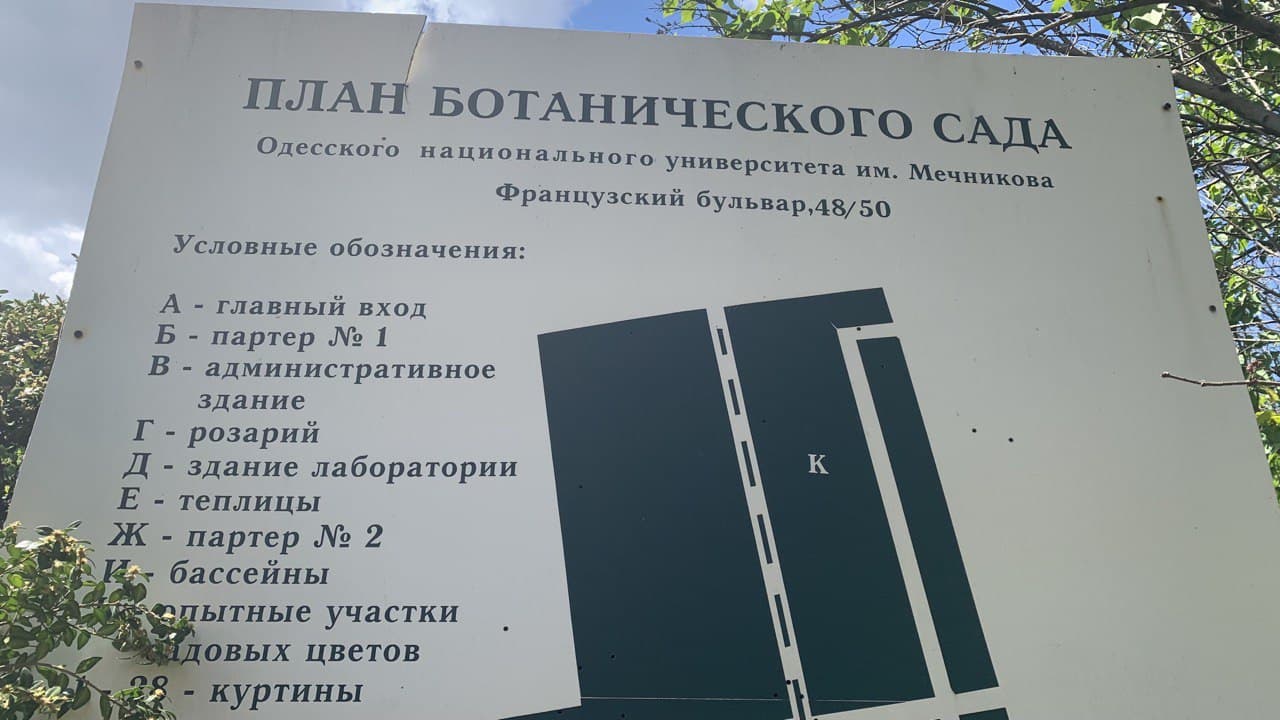 ПЛАН БОТАНИЧЕСКОГО САДА
Одесского национального университета им. Мечникова
Французский бульвар,48/50
Условные обозначения:
А - главный вход
Б - партер № 1
В - административное
здание
Г - розарий
Д - здание лаборатории
Е - теплицы
Ж - партер № 2
И - бассейны
опытные участки
цветов
28 - куртины
К